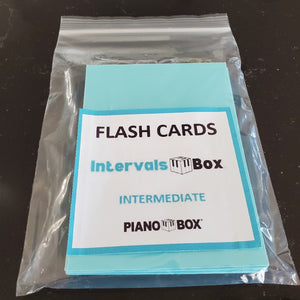 FLASH CARDS
Intervals Box
INTERMEDIATE
PIANO BOX®